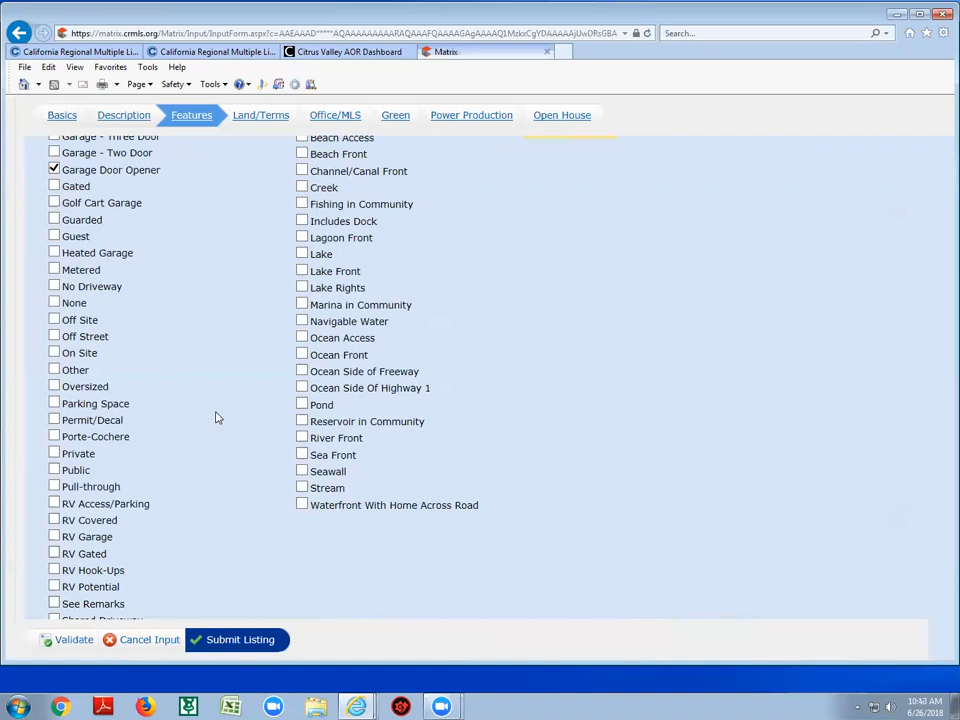 https://matrix.crmls.org/Matrix/Input/InputForm.aspx?c=AAEAAAD*****AQAAAAAAAAARAQAAAFQAAAAGAgAAAAQ1MzkxCgYDAAAAAjUwDRsGBA
Search...
California Regional Multiple Li...
California Regional Multiple Li...
Citrus Valley AOR Dashboard
Matrix
File Edit View Favorites Tools Help
Page Safety Tools
Basics Description Features Land/Terms Office/MLS Green Power Production Open House
Garage - Three Door
Garage - Two Door
Garage Door Opener
Gated
Golf Cart Garage
Guarded
Guest
Heated Garage
Metered
No Driveway
None
Off Site
Off Street
On Site
Other
Oversized
Parking Space
Permit/Decal
Porte-Cochere
Private
Public
Pull-through
RV Access/Parking
RV Covered
RV Garage
RV Gated
RV Hook-Ups
RV Potential
See Remarks
Shared Driveway
Beach Access
Beach Front
Channel/Canal Front
Creek
Fishing in Community
Includes Dock
Lagoon Front
Lake
Lake Front
Lake Rights
Marina in Community
Navigable Water
Ocean Access
Ocean Front
Ocean Side of Freeway
Ocean Side Of Highway 1
Pond
Reservoir in Community
River Front
Sea Front
Seawall
Stream
Waterfront With Home Across Road
Validate Cancel Input Submit Listing
10:43 AM
6/26/2018